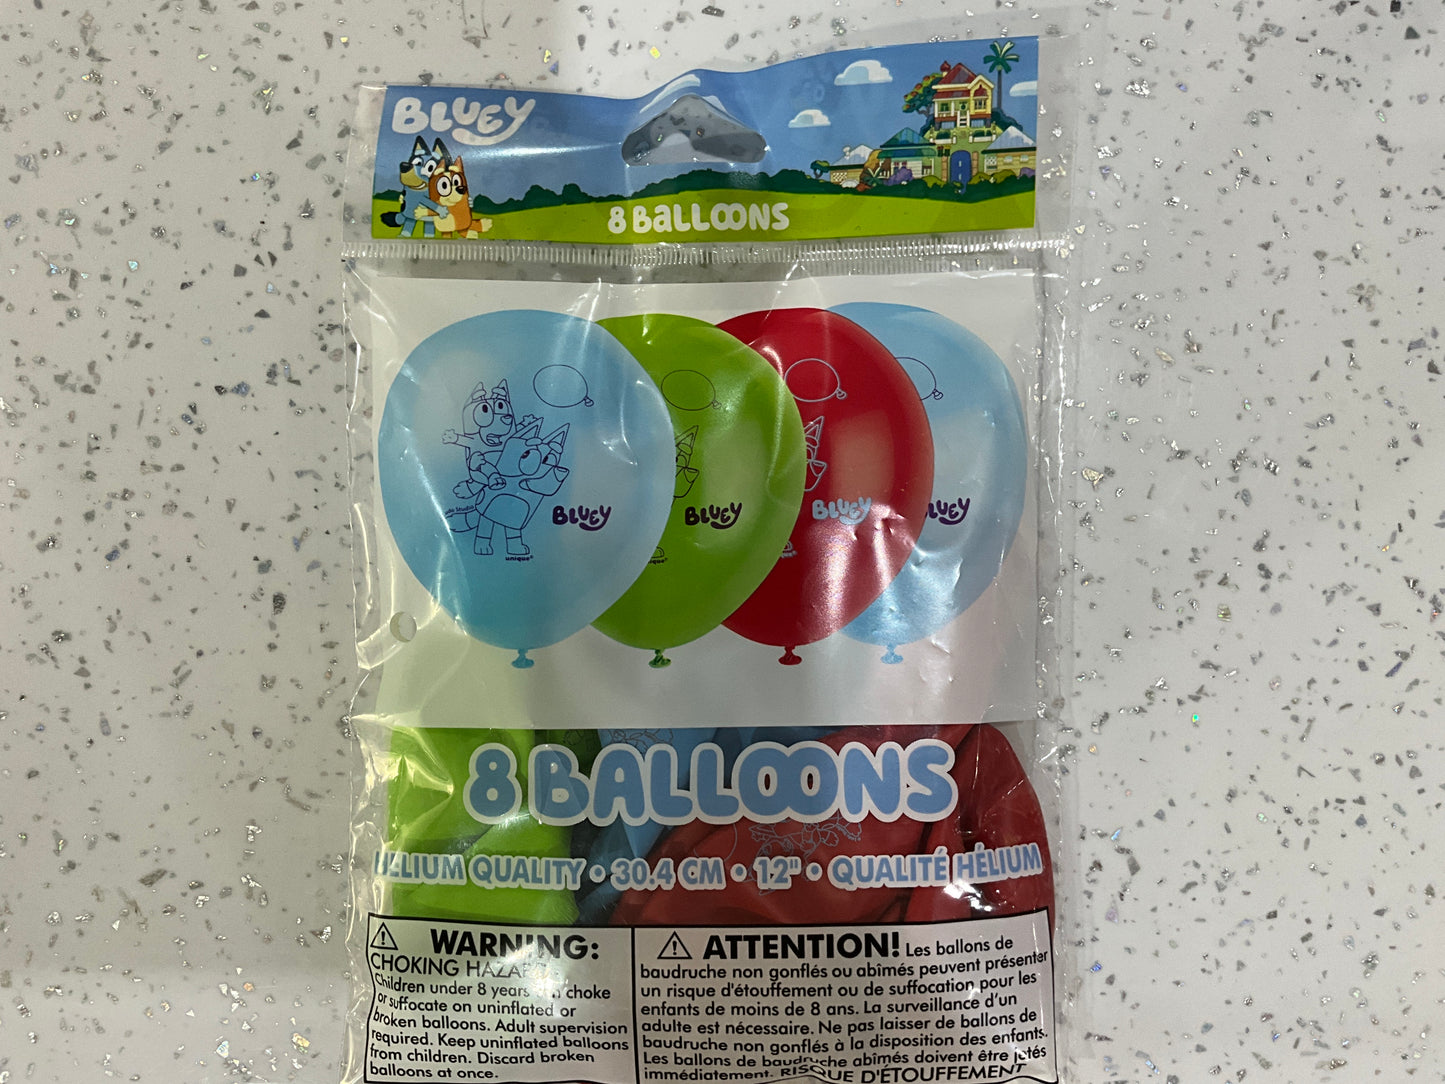 BLUEY
8 BALLOONS
BLUEY
BLUEY
BLUEY
BLUEY
unique®
8 BALLOONS
HELIUM QUALITY • 30.4 CM • 12" • QUALITÉ HÉLIUM
WARNING:
CHOKING HAZARD
Children under 8 years can choke
or suffocate on uninflated or
broken balloons. Adult supervision
required. Keep uninflated balloons
from children. Discard broken
balloons at once.
ATTENTION! Les ballons de
baudruche non gonflés ou abîmés peuvent présenter
un risque d'étouffement ou de suffocation pour les
enfants de moins de 8 ans. La surveillance d'un
adulte est nécessaire. Ne pas laisser de ballons de
baudruche non gonflés à la disposition des enfants.
Les ballons de baudruche abîmés doivent être jetés
immédiatement. RISQUE D'ÉTOUFFEMENT